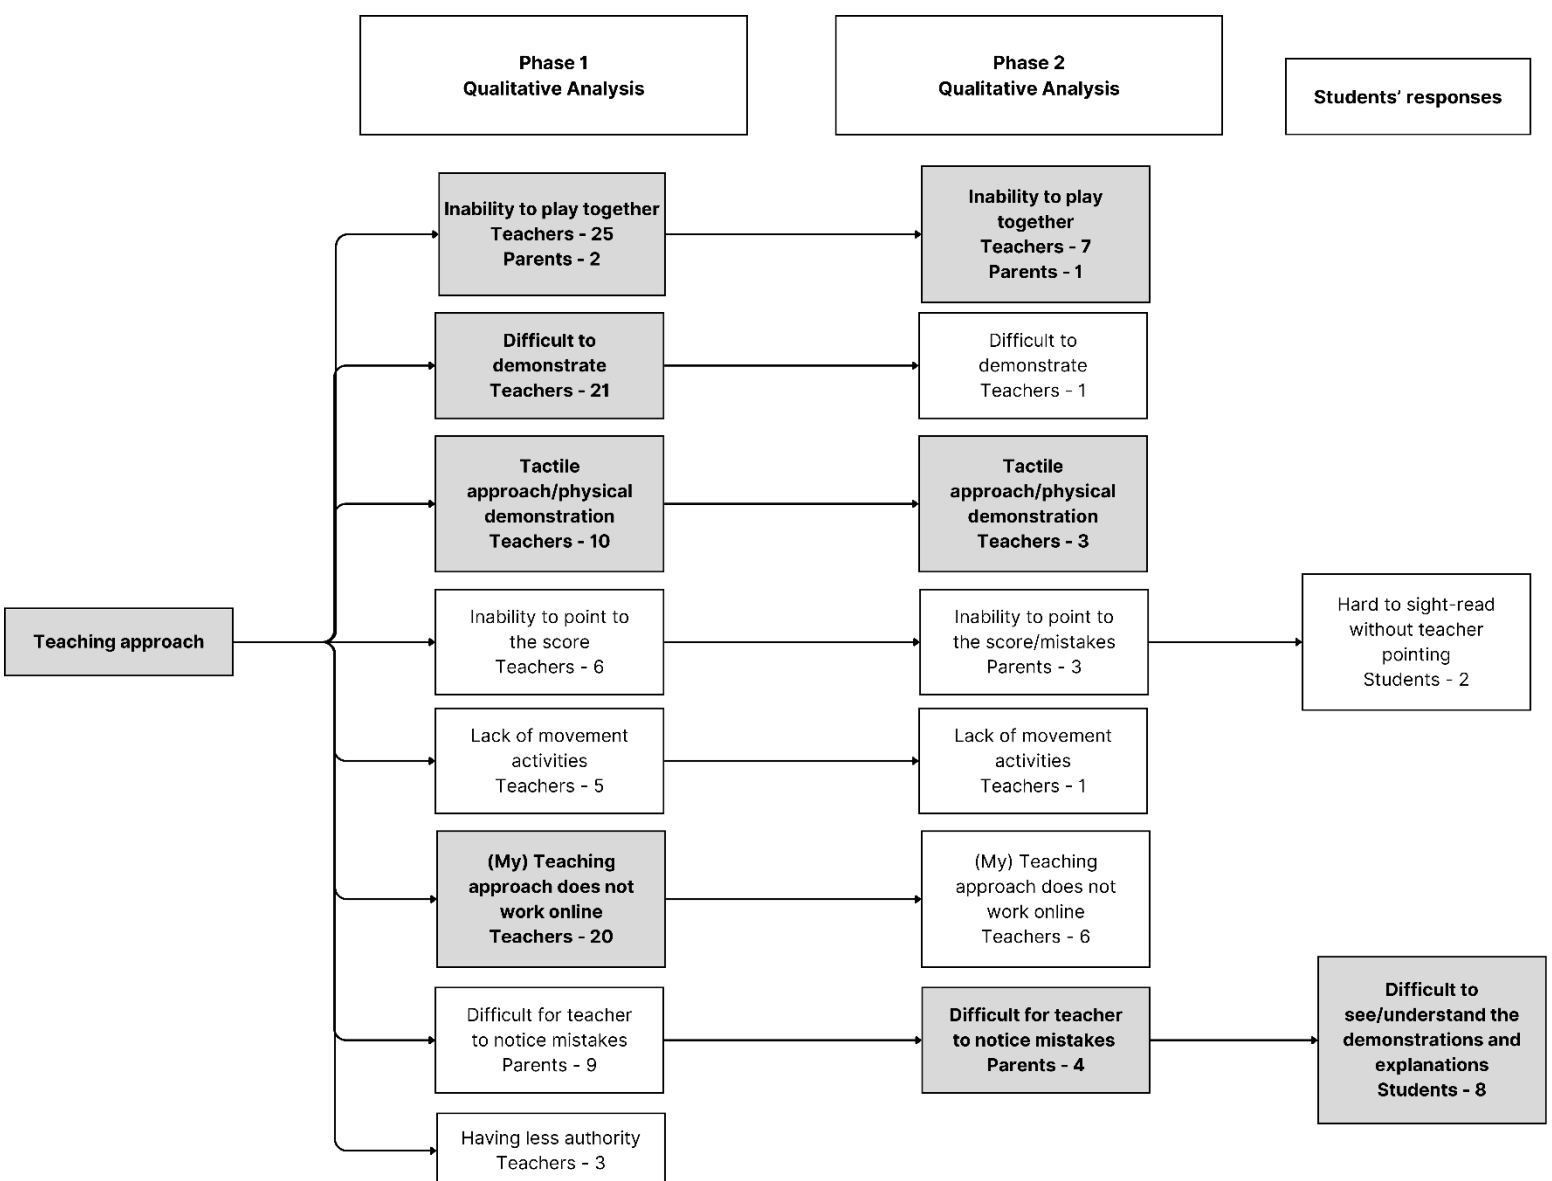 Phase 1
Qualitative Analysis
Phase 2
Qualitative Analysis
Students’ responses
Teaching approach
Inability to play together
Teachers - 25
Parents - 2
Inability to play
together
Teachers - 7
Parents - 1
Difficult to
demonstrate
Teachers - 21
Difficult to
demonstrate
Teachers - 1
Tactile
approach/physical
demonstration
Teachers - 10
Tactile
approach/physical
demonstration
Teachers - 3
Inability to point to
the score
Teachers - 6
Inability to point to
the score/mistakes
Parents - 3
Hard to sight-read
without teacher
pointing
Students - 2
Lack of movement
activities
Teachers - 5
Lack of movement
activities
Teachers - 1
(My) Teaching
approach does not
work online
Teachers - 20
(My) Teaching
approach does not
work online
Teachers - 6
Difficult for teacher
to notice mistakes
Parents - 9
Difficult for teacher
to notice mistakes
Parents - 4
Difficult to
see/understand the
demonstrations and
explanations
Students - 8
Having less authority
Teachers - 3